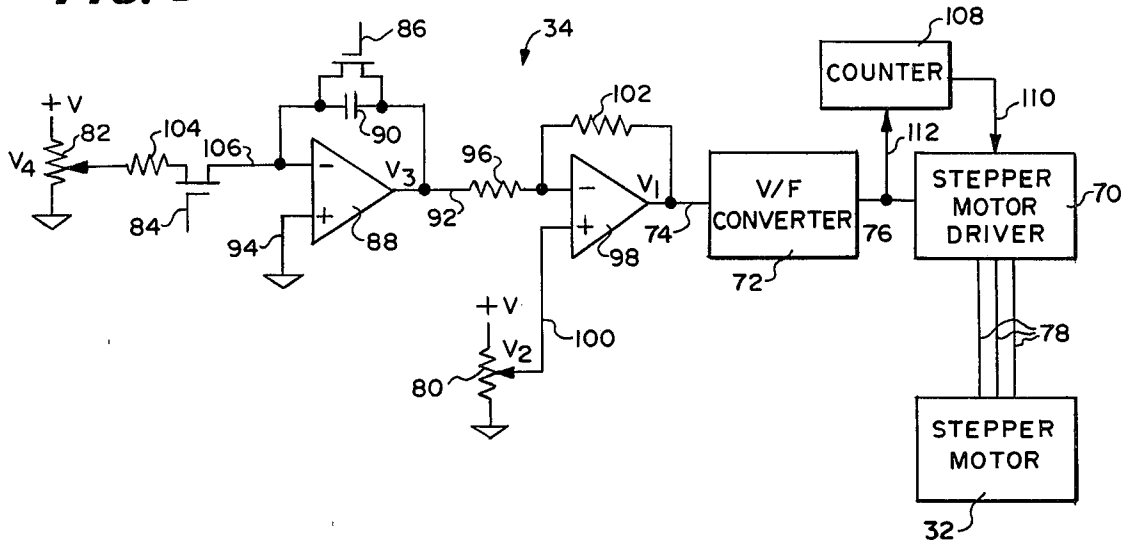 86
34
108
COUNTER
+V
82
104
106
90
102
110
V4
V3
96
V1
112
84
94
88
92
98
74
V/F
CONVERTER
72
76
STEPPER
MOTOR
DRIVER
70
+V
V2
80
100
78
STEPPER
MOTOR
32